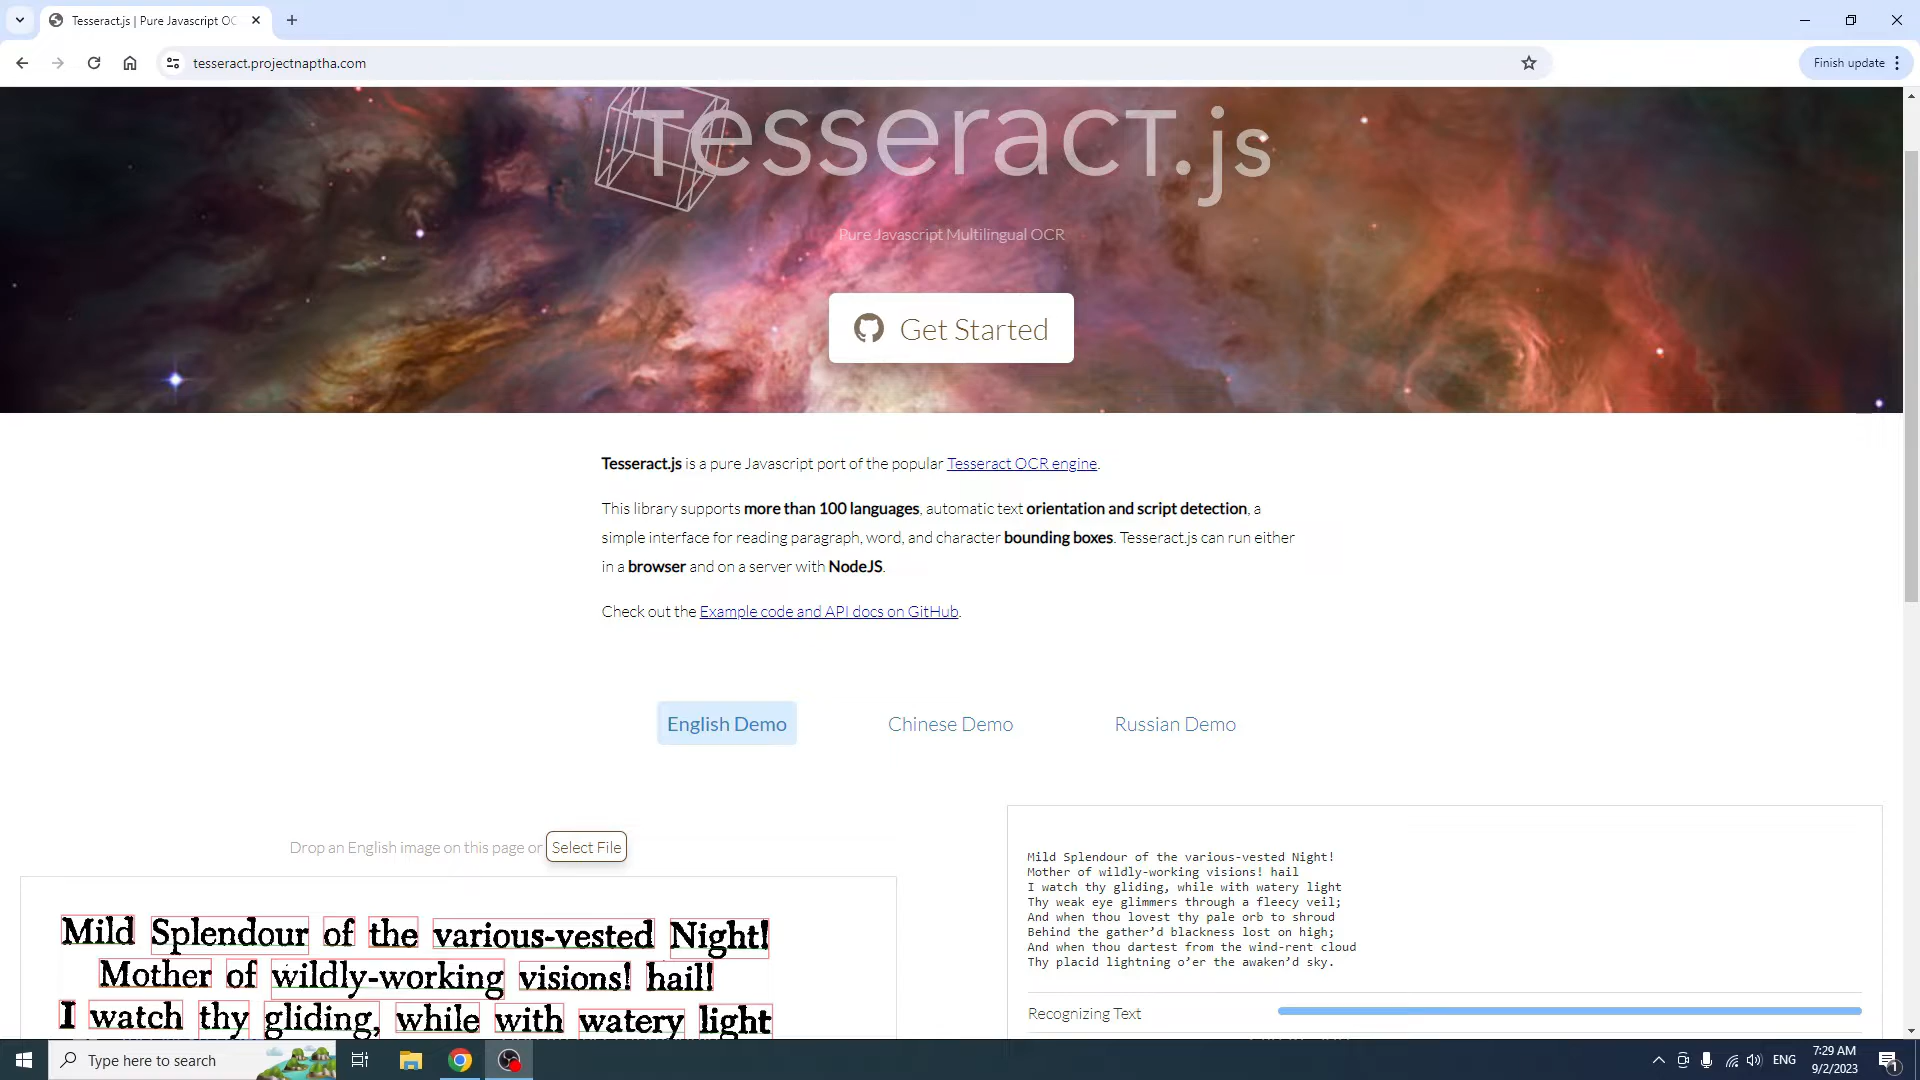 Tesseract.js | Pure Javascript OC
tesseract.projectnaptha.com
Finish update
Tesseract.js
Pure Javascript Multilingual OCR
Get Started
Tesseract.js is a pure Javascript port of the popular Tesseract OCR engine.
This library supports more than 100 languages, automatic text orientation and script detection, a
simple interface for reading paragraph, word, and character bounding boxes. Tesseract.js can run either
in a browser and on a server with NodeJS.
Check out the Example code and API docs on GitHub.
English Demo
Chinese Demo
Russian Demo
Drop an English image on this page or Select File
Mild Splendour of the various-vested Night!
Mother of wildly-working visions! hail!
I watch thy gliding, while with watery light
Mild Splendour of the various-vested Night!
Mother of wildly-working visions! hail
I watch thy gliding, while with watery light
Thy weak eye glimmers through a fleecy veil;
And when thou lovest thy pale orb to shroud
Behind the gather’d blackness lost on high;
And when thou dartest from the wind-rent cloud
Thy placid lightning o’er the awaken’d sky.
Recognizing Text
Type here to search
ENG
7:29 AM
9/2/2023
1